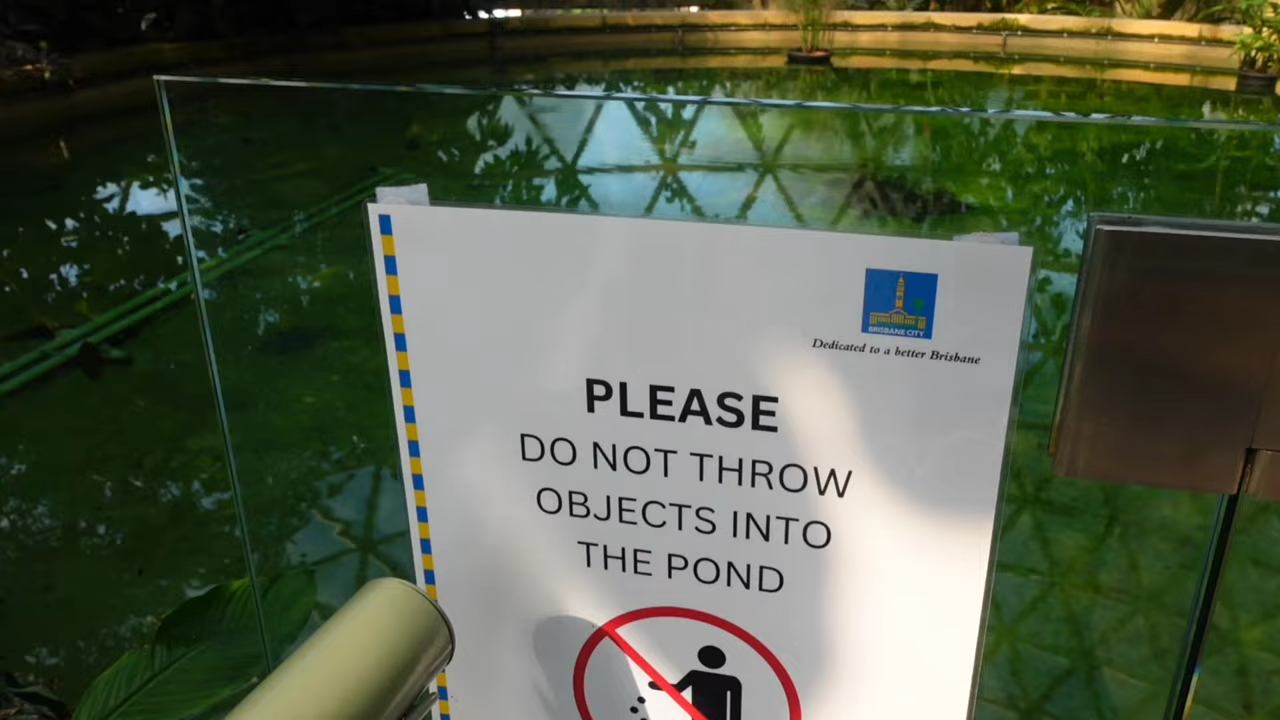 BRISBANE CITY
Dedicated to a better Brisbane
PLEASE
DO NOT THROW
OBJECTS INTO
THE POND